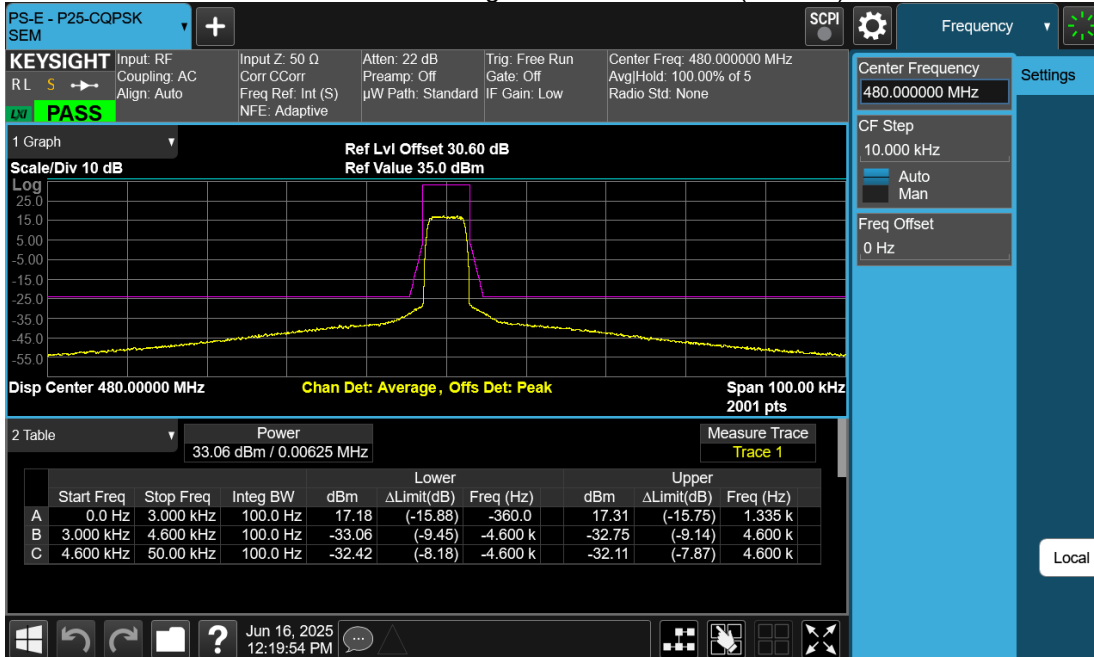 PS-E - P25-CQPSK
SEM
SCPI
Frequency
KEYSIGHT
R L S
LXI PASS
Input: RF
Coupling: AC
Align: Auto
Input Z: 50 Ω
Corr CCorr
Freq Ref: Int (S)
NFE: Adaptive
Atten: 22 dB
Preamp: Off
µW Path: Standard
Trig: Free Run
Gate: Off
IF Gain: Low
Center Freq: 480.000000 MHz
Avg|Hold: 100.00% of 5
Radio Std: None
Center Frequency
480.000000 MHz
Settings
CF Step
10.000 kHz
Auto
Man
Freq Offset
0 Hz
Local
1 Graph
Ref Lvl Offset 30.60 dB
Scale/Div 10 dB
Ref Value 35.0 dBm
Log
25.0
15.0
5.00
-5.00
-15.0
-25.0
-35.0
-45.0
-55.0
Disp Center 480.00000 MHz
Chan Det: Average , Offs Det: Peak
Span 100.00 kHz
2001 pts
2 Table
Power
33.06 dBm / 0.00625 MHz
Measure Trace
Trace 1
Lower Upper
Start Freq Stop Freq Integ BW dBm ΔLimit(dB) Freq (Hz) dBm ΔLimit(dB) Freq (Hz)
A 0.0 Hz 3.000 kHz 100.0 Hz 17.18 (-15.88) -360.0 17.31 (-15.75) 1.335 k
B 3.000 kHz 4.600 kHz 100.0 Hz -33.06 (-9.45) -4.600 k -32.75 (-9.14) 4.600 k
C 4.600 kHz 50.00 kHz 100.0 Hz -32.42 (-8.18) -4.600 k -32.11 (-7.87) 4.600 k
?
Jun 16, 2025
12:19:54 PM